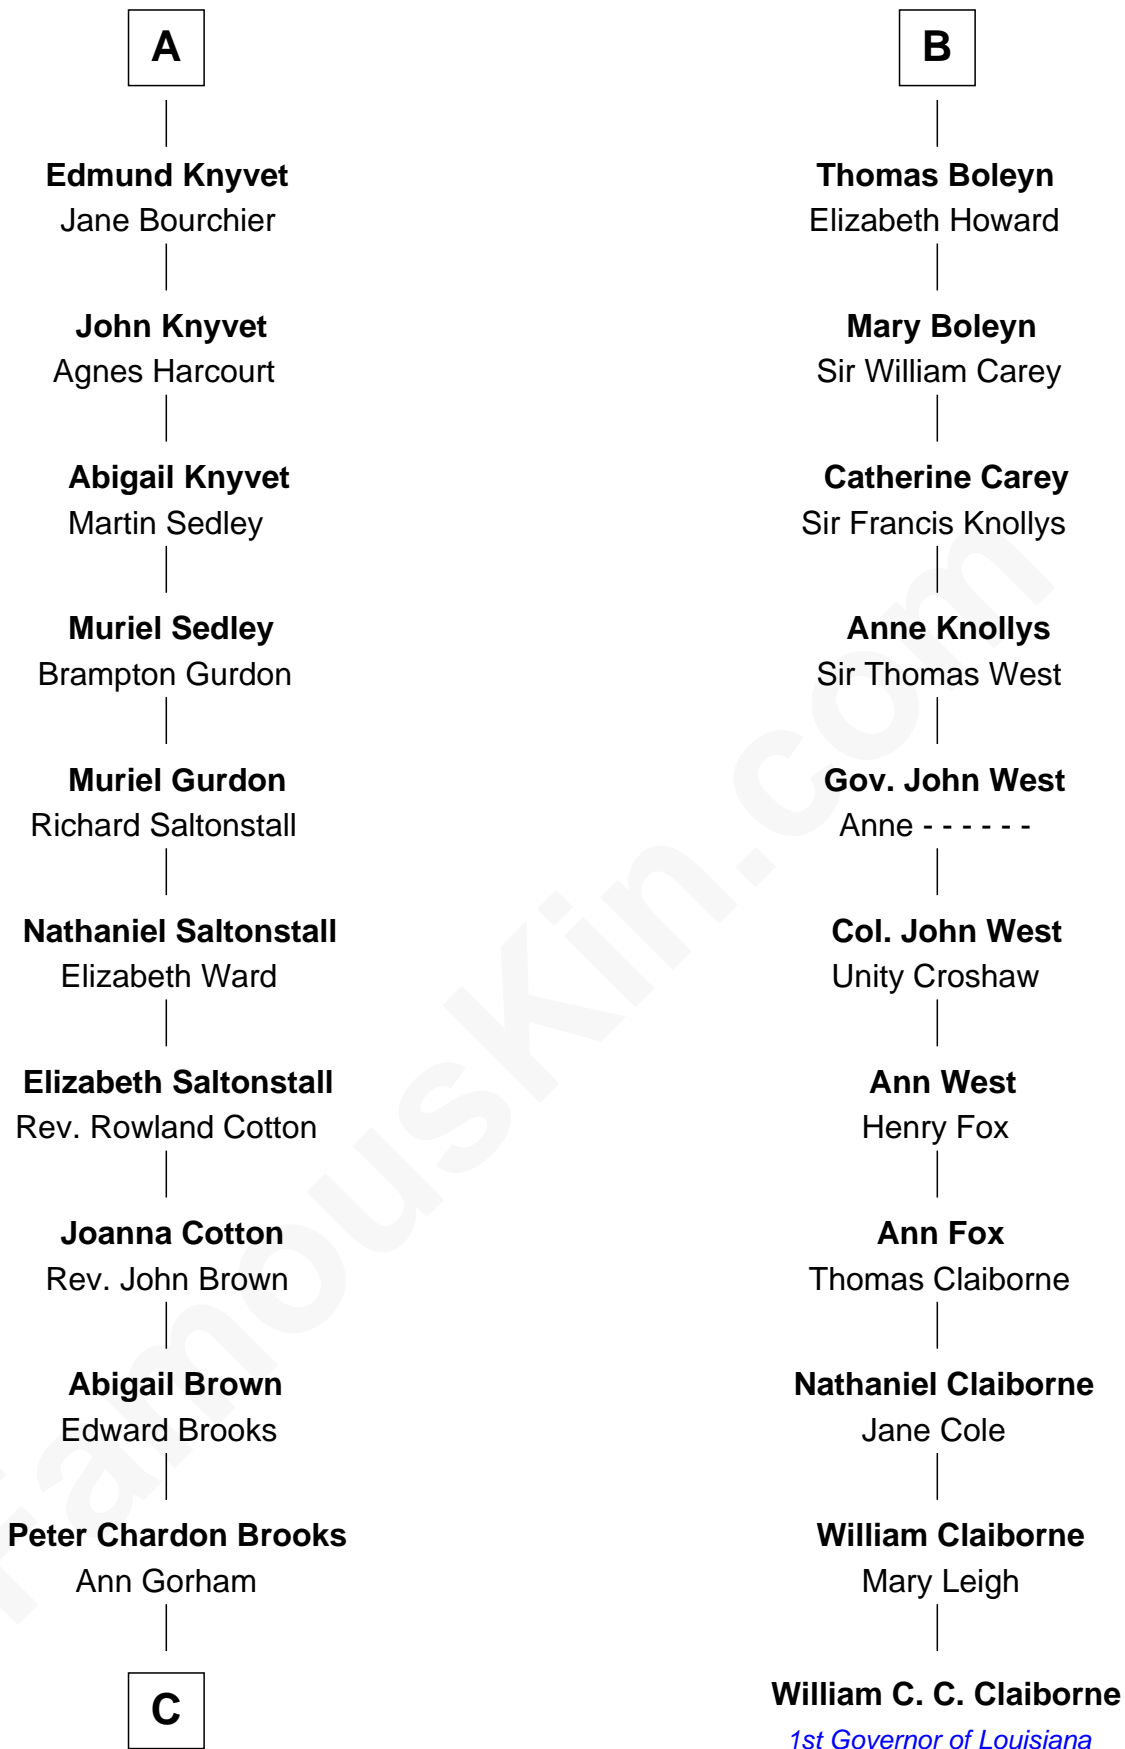 A
Edmund Knyvet
Jane Bourchier
John Knyvet
Agnes Harcourt
Abigail Knyvet
Martin Sedley
Muriel Sedley
Brampton Gurdon
Muriel Gurdon
Richard Saltonstall
Nathaniel Saltonstall
Elizabeth Ward
Elizabeth Saltonstall
Rev. Rowland Cotton
Joanna Cotton
Rev. John Brown
Abigail Brown
Edward Brooks
Peter Chardon Brooks
Ann Gorham
C
B
Thomas Boleyn
Elizabeth Howard
Mary Boleyn
Sir William Carey
Catherine Carey
Sir Francis Knollys
Anne Knollys
Sir Thomas West
Gov. John West
Anne - - - - - -
Col. John West
Unity Croshaw
Ann West
Henry Fox
Ann Fox
Thomas Claiborne
Nathaniel Claiborne
Jane Cole
William Claiborne
Mary Leigh
William C. C. Claiborne
1st Governor of Louisiana
FamousKin.com